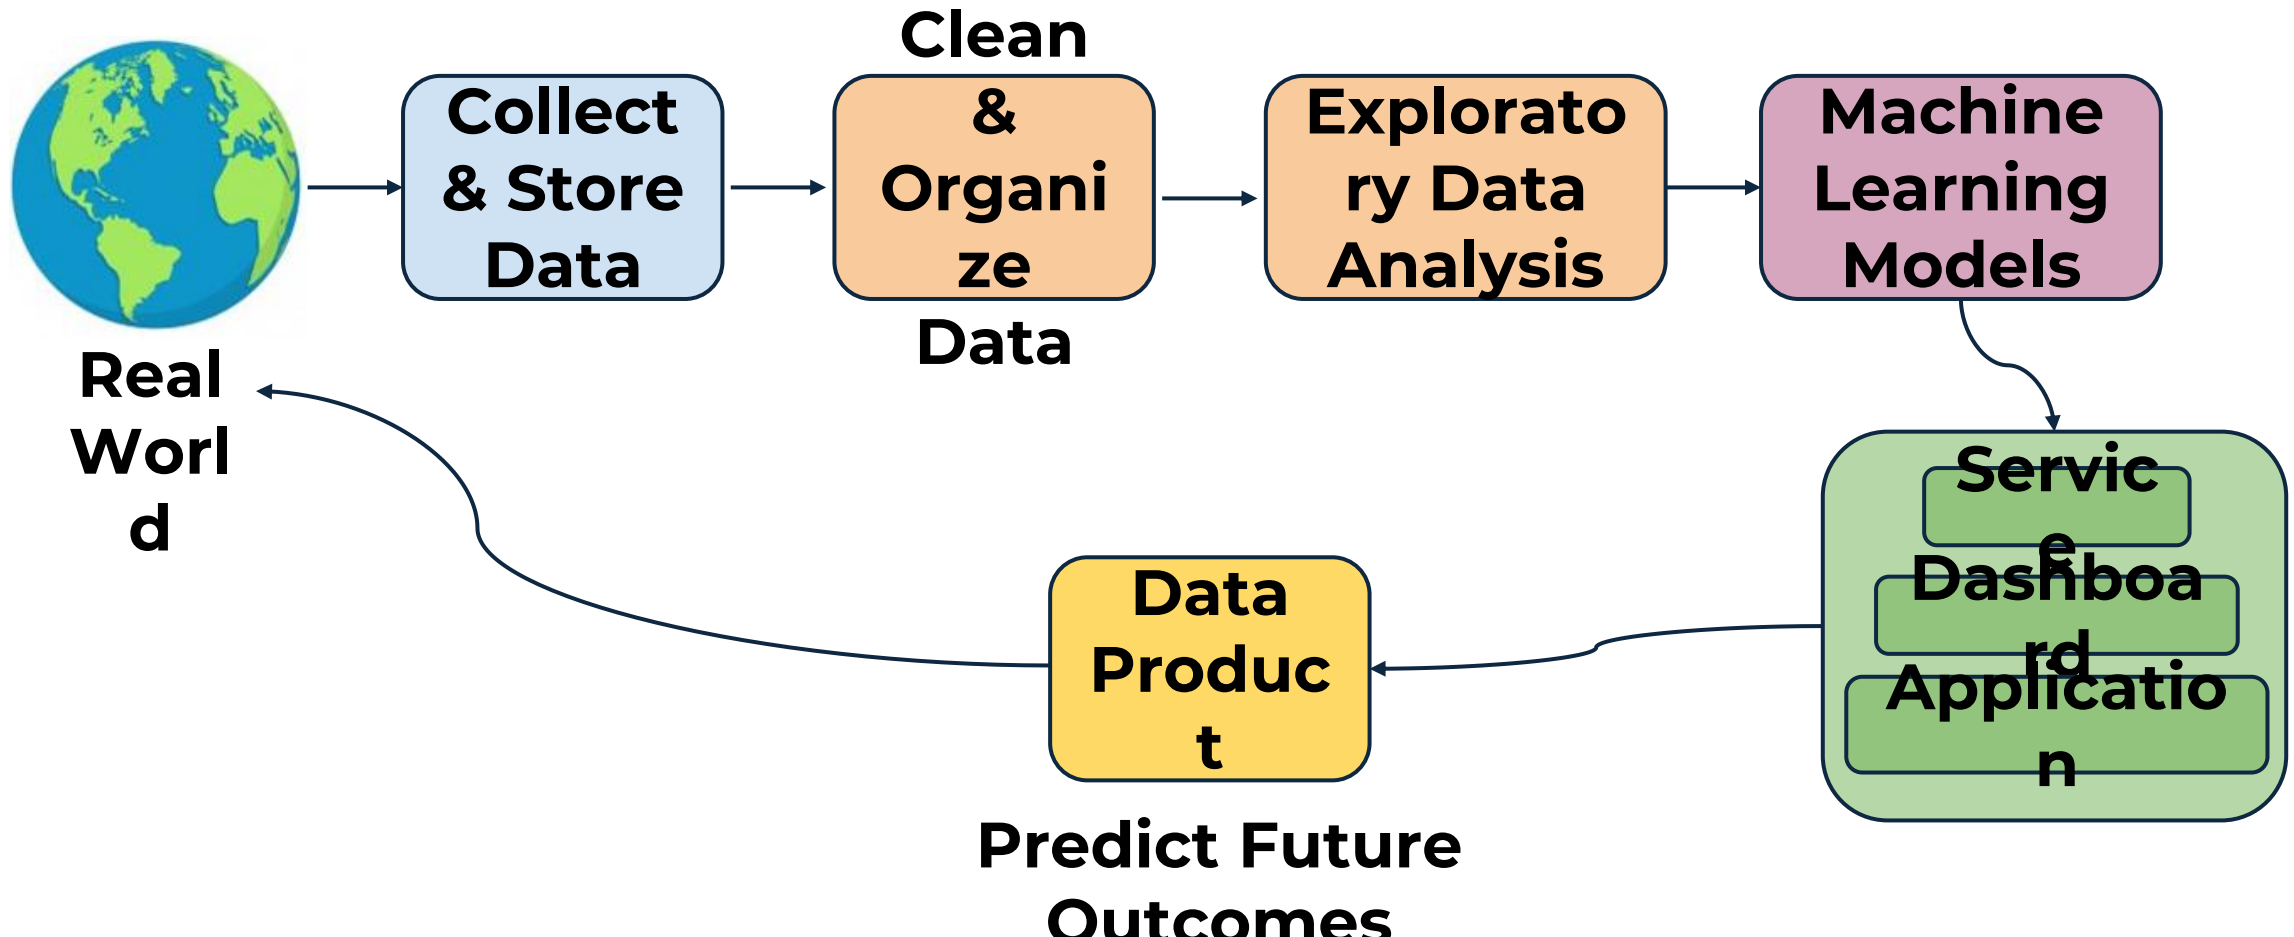 Clean
&
Organi
ze
Data
Collect
& Store
Data
Explorato
ry Data
Analysis
Machine
Learning
Models
Real
Worl
d
Servic
e
Dashboa
rd
Applicatio
n
Data
Produc
t
Predict Future
Outcomes